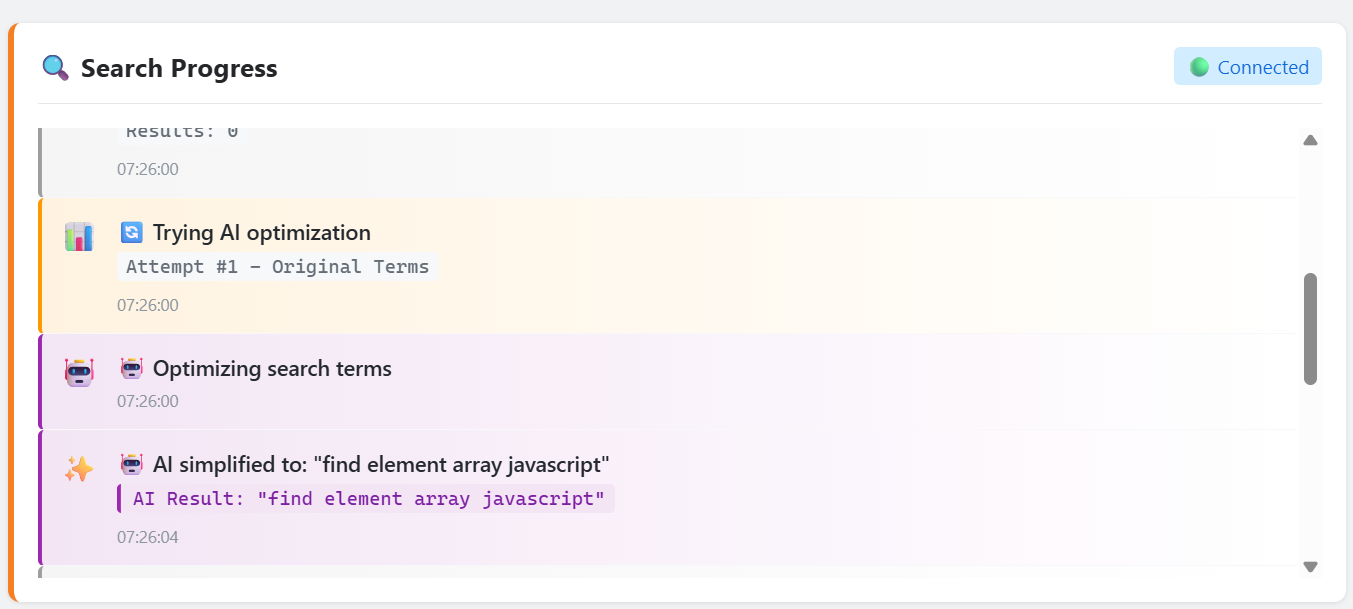 Search Progress
Connected
Results: 0
07:26:00
Trying AI optimization
Attempt #1 – Original Terms
07:26:00
Optimizing search terms
07:26:00
AI simplified to: "find element array javascript"
AI Result: "find element array javascript"
07:26:04